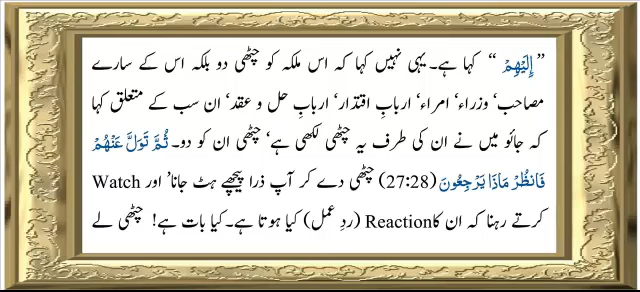 ”إِلَيْهِمْ“ کہا ہے۔ یہی نہیں کہا کہ اس ملکہ کو چٹھی دو بلکہ اس کے سارے
مصاحب‘ وزراء‘ امراء‘ اربابِ اقتدار‘ اربابِ حل و عقد‘ ان سب کے متعلق کہا
کہ جائو میں نے ان کی طرف یہ چٹھی لکھی ہے‘ چٹھی ان کو دو۔ ثُمَّ تَوَلَّ عَنْهُمْ
فَانْظُرْ مَاذَا يَرْجِعُونَ (27:28) چٹھی دے کر آپ ذرا پیچھے ہٹ جانا‘ اور Watch
کرتے رہنا کہ ان کا Reaction (ردِ عمل) کیا ہوتا ہے۔ کیا بات ہے! چٹھی لے